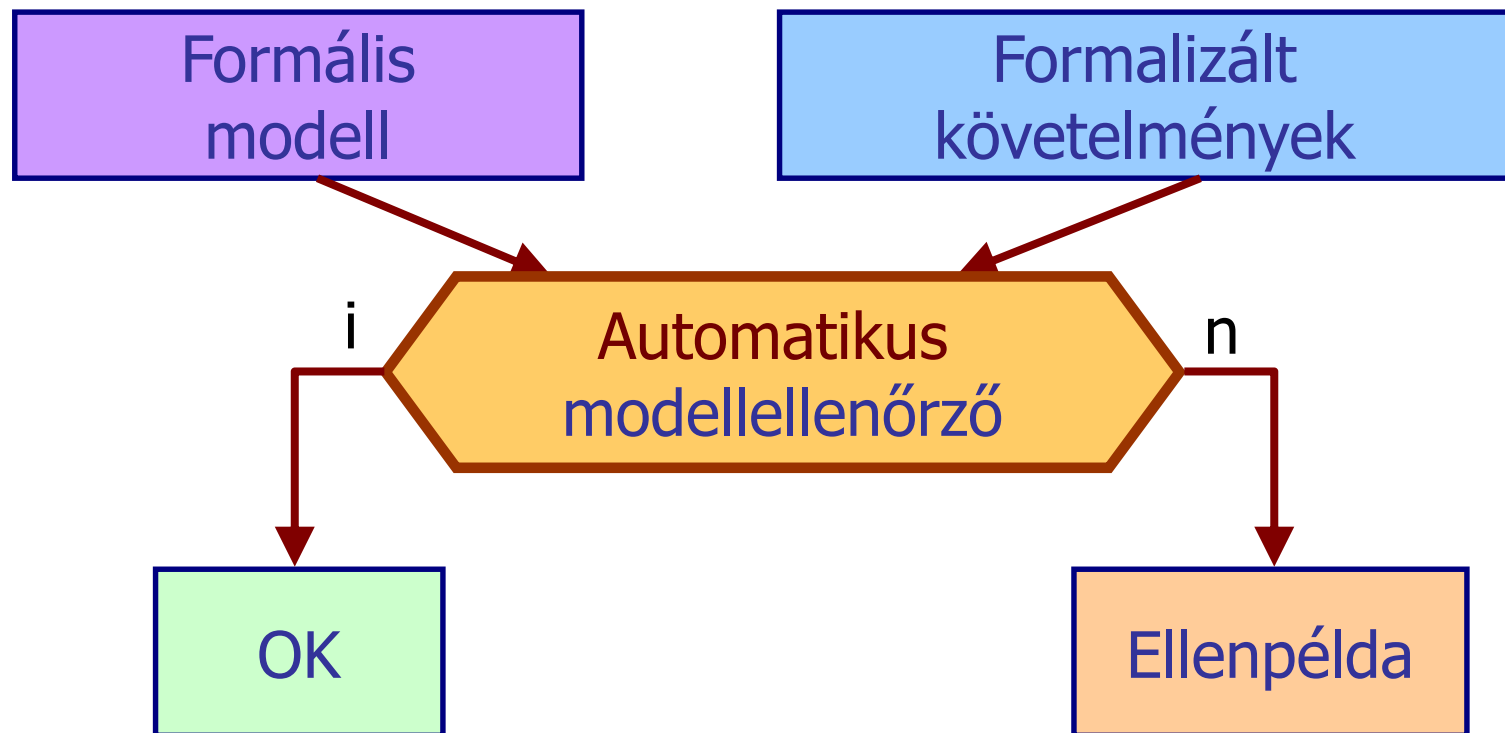 Formális
modell
Formalizált
követelmények
i
Automatikus
modellellenőrző
n
OK
Ellenpélda